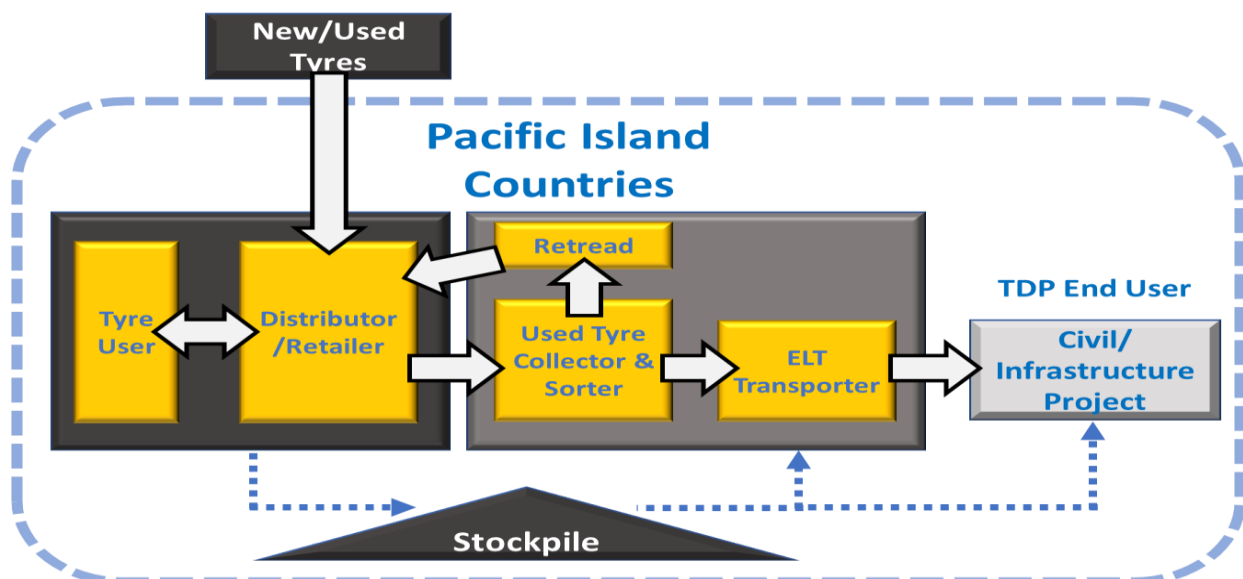 New/Used
Tyres
Pacific Island
Countries
Retread
Tyre
User
Distributor
/Retailer
Used Tyre
Collector &
Sorter
ELT
Transporter
TDP End User
Civil/
Infrastructure
Project
Stockpile